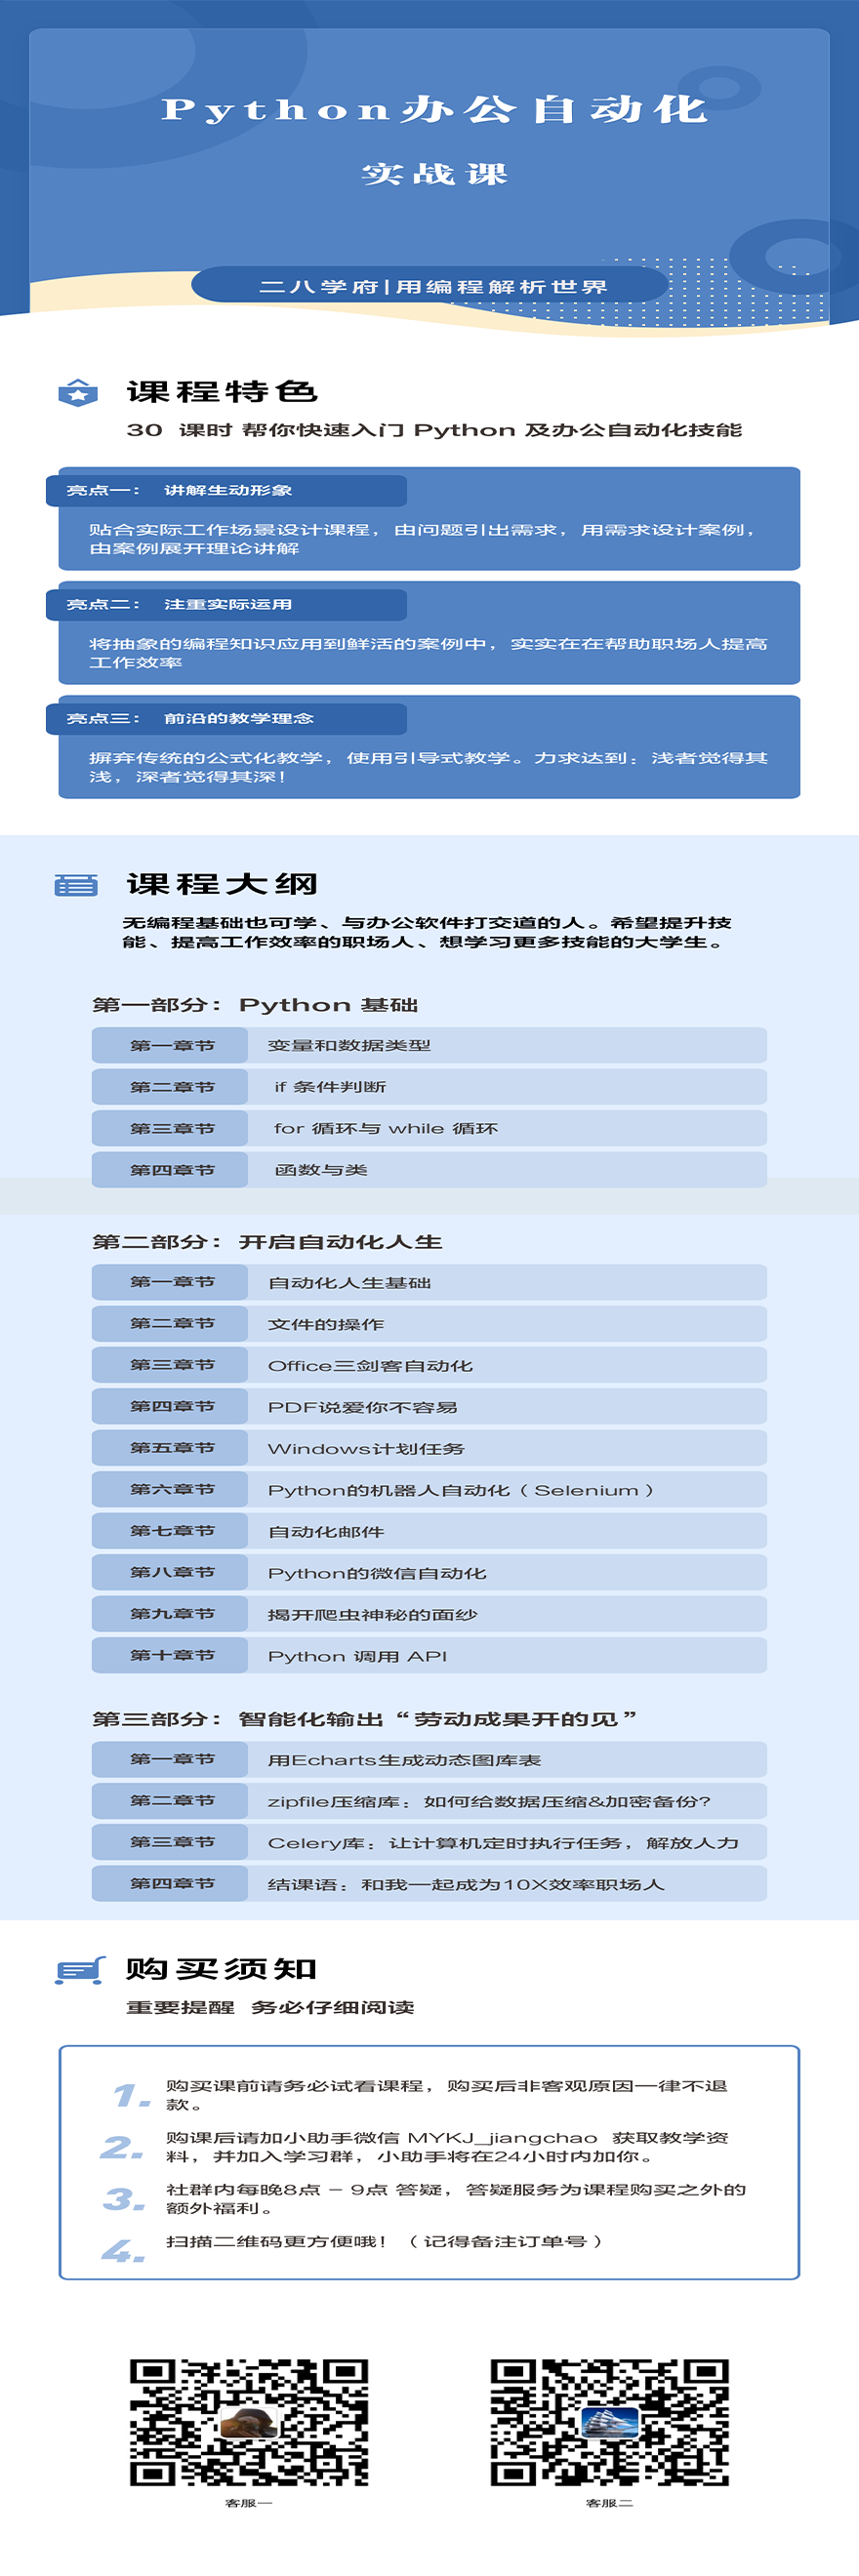 Python办公自动化
实战课
二八学府|用编程解析世界
课程特色
30 课时 帮你快速入门 Python 及办公自动化技能
亮点一： 讲解生动形象
贴合实际工作场景设计课程，由问题引出需求，用需求设计案例，
由案例展开理论讲解
亮点二： 注重实际运用
将抽象的编程知识应用到鲜活的案例中，实实在在帮助职场人提高
工作效率
亮点三： 前沿的教学理念
摒弃传统的公式化教学，使用引导式教学。力求达到：浅者觉得其
浅，深者觉得其深！
课程大纲
无编程基础也可学、与办公软件打交道的人。希望提升技
能、提高工作效率的职场人、想学习更多技能的大学生。
第一部分：Python 基础
第一章节 变量和数据类型
第二章节 if 条件判断
第三章节 for 循环与 while 循环
第四章节 函数与类
第二部分：开启自动化人生
第一章节 自动化人生基础
第二章节 文件的操作
第三章节 Office三剑客自动化
第四章节 PDF说爱你不容易
第五章节 Windows计划任务
第六章节 Python的机器人自动化（Selenium）
第七章节 自动化邮件
第八章节 Python的微信自动化
第九章节 揭开爬虫神秘的面纱
第十章节 Python 调用 API
第三部分：智能化输出“劳动成果开的见”
第一章节 用Echarts生成动态图库表
第二章节 zipfile压缩库：如何给数据压缩&加密备份?
第三章节 Celery库：让计算机定时执行任务，解放人力
第四章节 结课语：和我一起成为10X效率职场人
购买须知
重要提醒 务必仔细阅读
1. 购买课前请务必试看课程，购买后非客观原因一律不退
款。
2. 购课后请加小助手微信 MYKJ_jiangchao 获取教学资
料，并加入学习群，小助手将在24小时内加你。
3. 社群内每晚8点 – 9点 答疑，答疑服务为课程购买之外的
额外福利。
4. 扫描二维码更方便哦！（记得备注订单号）
客服一
客服二